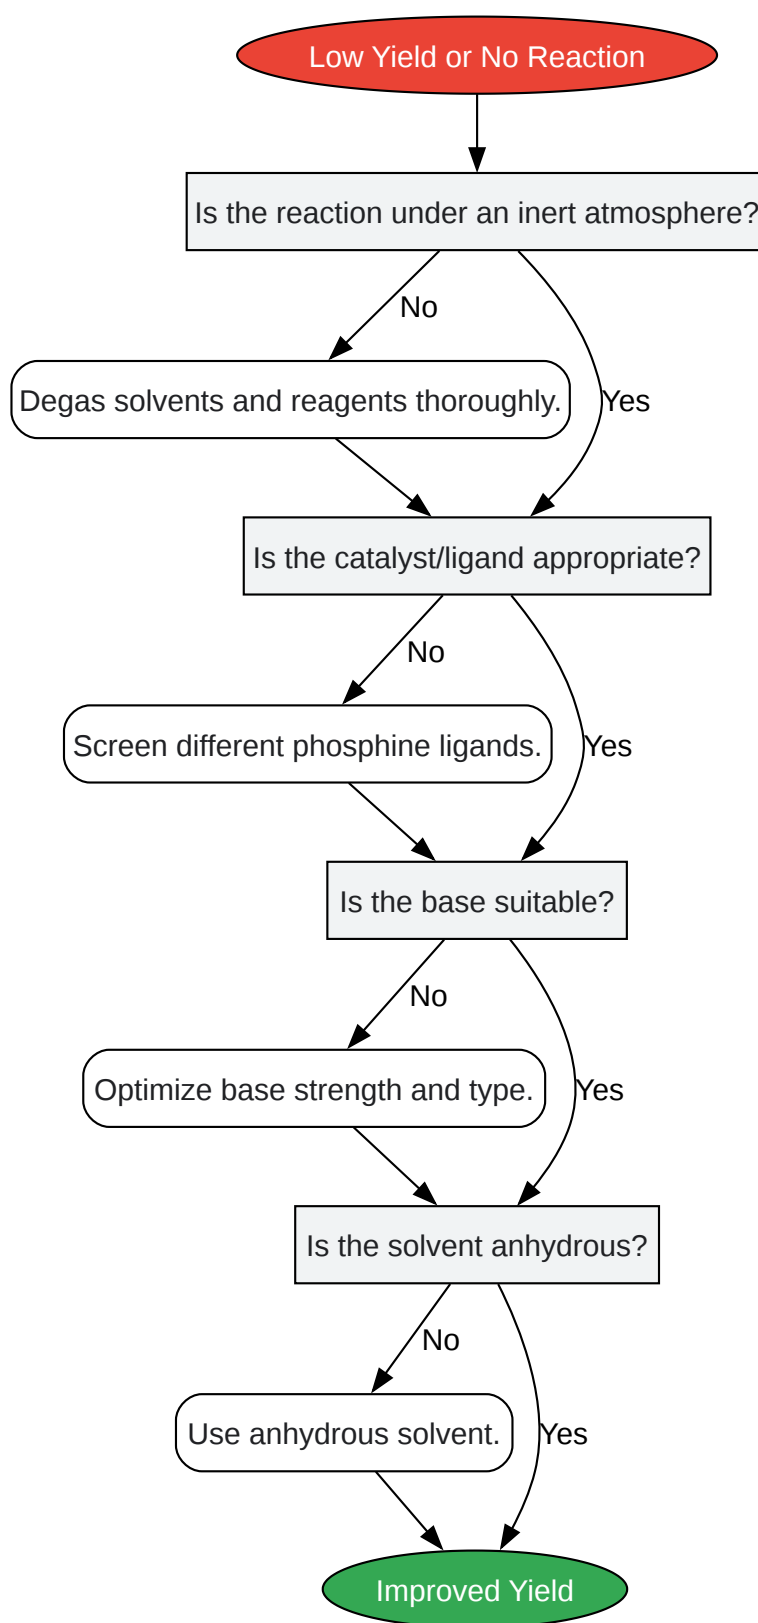 Low Yield or No Reaction
Is the reaction under an inert atmosphere?
No
Degas solvents and reagents thoroughly.
Yes
Is the catalyst/ligand appropriate?
No
Screen different phosphine ligands.
Yes
Is the base suitable?
No
Optimize base strength and type.
Yes
Is the solvent anhydrous?
No
Use anhydrous solvent.
Yes
Improved Yield